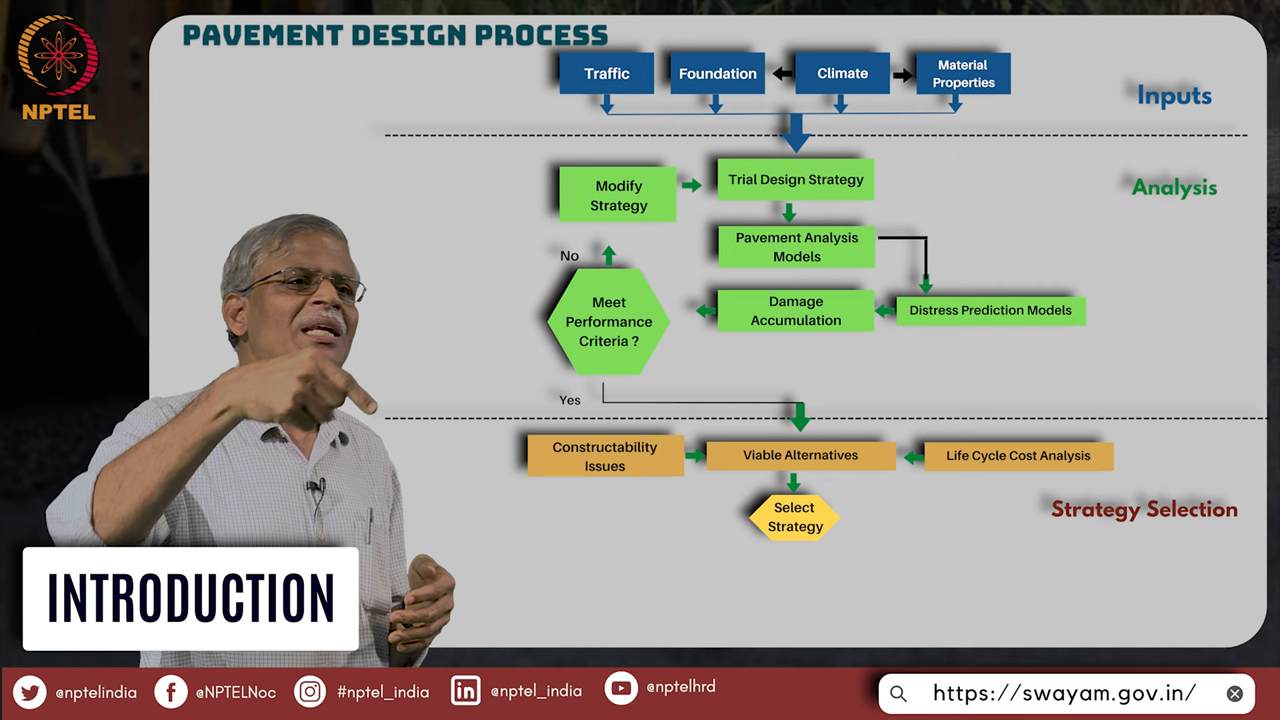 PAVEMENT DESIGN PROCESS
NPTEL
Traffic
Foundation
Climate
Material
Properties
Inputs
Analysis
Modify
Strategy
Trial Design Strategy
No
Pavement Analysis
Models
Meet
Performance
Criteria ?
Damage
Accumulation
Distress Prediction Models
Yes
Constructability
Issues
Viable Alternatives
Life Cycle Cost Analysis
Select
Strategy
Strategy Selection
INTRODUCTION
@nptelindia
@NPTELNoc
#nptel_india
@nptel_india
@nptelhrd
https://swayam.gov.in/